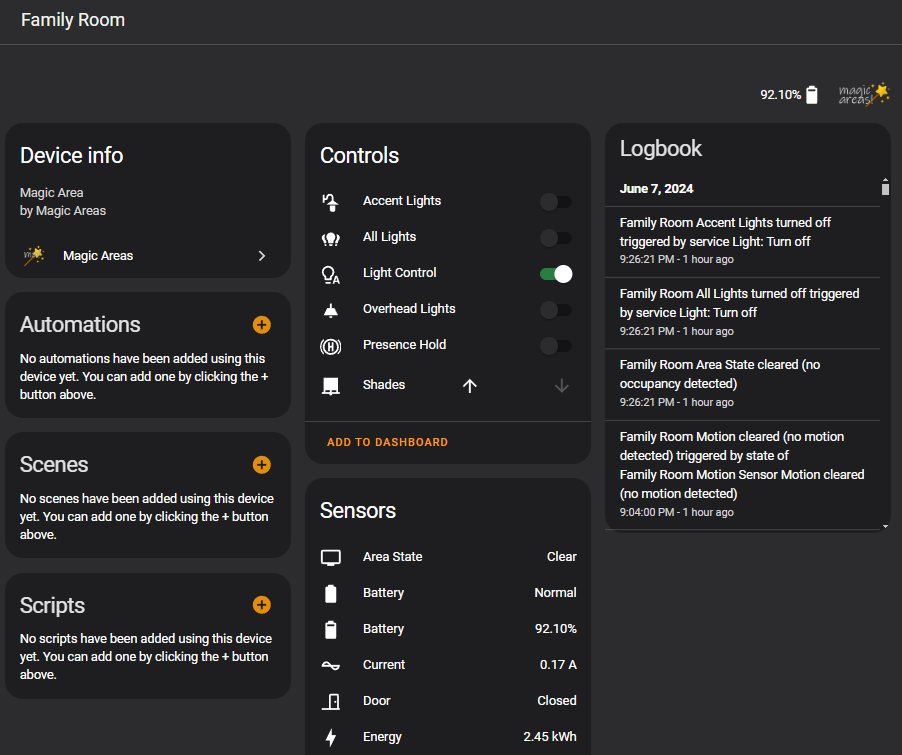 Family Room
92.10%
magic areas!
Device info
Magic Area
by Magic Areas
Magic Areas
Automations
No automations have been added using this
device yet. You can add one by clicking the +
button above.
Scenes
No scenes have been added using this device
yet. You can add one by clicking the + button
above.
Scripts
No scripts have been added using this device
yet. You can add one by clicking the + button
above.
Controls
Accent Lights
All Lights
Light Control
Overhead Lights
Presence Hold
Shades
ADD TO DASHBOARD
Sensors
Area State Clear
Battery Normal
Battery 92.10%
Current 0.17 A
Door Closed
Energy 2.45 kWh
Logbook
June 7, 2024
Family Room Accent Lights turned off
triggered by service Light: Turn off
9:26:21 PM - 1 hour ago
Family Room All Lights turned off triggered
by service Light: Turn off
9:26:21 PM - 1 hour ago
Family Room Area State cleared (no
occupancy detected)
9:26:21 PM - 1 hour ago
Family Room Motion cleared (no motion
detected) triggered by state of
Family Room Motion Sensor Motion cleared
(no motion detected)
9:04:00 PM - 1 hour ago